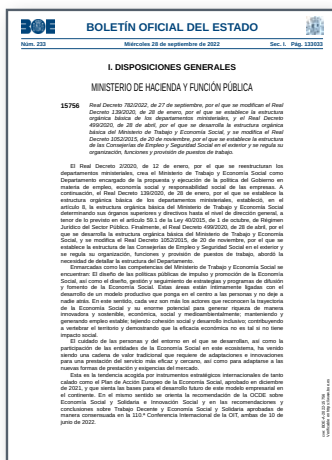 BOE
BOLETÍN OFICIAL DEL ESTADO
Núm. 233 Miércoles 28 de septiembre de 2022 Sec. I. Pág. 133033
I. DISPOSICIONES GENERALES
MINISTERIO DE HACIENDA Y FUNCIÓN PÚBLICA
15756 Real Decreto 782/2022, de 27 de septiembre, por el que se modifican el Real
Decreto 139/2020, de 28 de enero, por el que se establece la estructura
orgánica básica de los departamentos ministeriales, y el Real Decreto
499/2020, de 28 de abril, por el que se desarrolla la estructura orgánica
básica del Ministerio de Trabajo y Economía Social, y se modifica el Real
Decreto 1052/2015, de 20 de noviembre, por el que se establece la estructura
de las Consejerías de Empleo y Seguridad Social en el exterior y se regula su
organización, funciones y provisión de puestos de trabajo.
El Real Decreto 2/2020, de 12 de enero, por el que se reestructuran los
departamentos ministeriales, crea el Ministerio de Trabajo y Economía Social como
Departamento encargado de la propuesta y ejecución de la política del Gobierno en
materia de empleo, economía social y responsabilidad social de las empresas. A
continuación, el Real Decreto 139/2020, de 28 de enero, por el que se establece la
estructura orgánica básica de los departamentos ministeriales, estableció, en el
artículo 8, la estructura orgánica básica del Ministerio de Trabajo y Economía Social
determinando sus órganos superiores y directivos hasta el nivel de dirección general, a
tenor de lo previsto en el artículo 59.1 de la Ley 40/2015, de 1 de octubre, de Régimen
Jurídico del Sector Público. Finalmente, el Real Decreto 499/2020, de 28 de abril, por el
que se desarrolla la estructura orgánica básica del Ministerio de Trabajo y Economía
Social, y se modifica el Real Decreto 1052/2015, de 20 de noviembre, por el que se
establece la estructura de las Consejerías de Empleo y Seguridad Social en el exterior y
se regula su organización, funciones y provisión de puestos de trabajo, abordó la
necesidad de detallar la estructura del Departamento.
Enmarcadas como las competencias del Ministerio de Trabajo y Economía Social se
encuentran: El diseño de las políticas públicas de impulso y promoción de la Economía
Social, así como el diseño, gestión y seguimiento de estrategias y programas de difusión
y fomento de la Economía Social. Estas áreas están íntimamente ligadas con el
desarrollo de un modelo productivo que ponga en el centro a las personas y no deje a
nadie atrás. En este sentido, cada vez son más los actores que reconocen la trayectoria
de la Economía Social y su enorme potencial para generar riqueza de manera
innovadora y sostenible, económica, social y medioambientalmente; manteniendo y
generando empleo estable, tejiendo cohesión social y desarrollo inclusivo; contribuyendo
a vertebrar el territorio y demostrando que la eficacia económica no es tal si no tiene
impacto social.
El cuidado de las personas y del entorno en el que se desarrollan, así como la
participación de las entidades de la Economía Social en este ecosistema, ha venido
siendo una cadena de valor tradicional que requiere de adaptaciones e innovaciones
para una prestación del servicio más eficaz y cercano, así como para adaptarse a las
nuevas formas de prestación y exigencias del mercado.
Esta es la tendencia acogida por instrumentos estratégicos internacionales de tanto
calado como el Plan de Acción Europeo de la Economía Social, aprobado en diciembre
de 2021, y que sienta las bases para el desarrollo futuro de este modelo empresarial en
el continente. En el mismo sentido se orienta la recomendación de la OCDE sobre
Economía Social y Solidaria e Innovación Social y en las recomendaciones y
conclusiones sobre Trabajo Decente y Economía Social y Solidaria aprobadas de
manera consensuada en la 110.ª Conferencia Internacional de la OIT, ambas de 10 de
junio de 2022.